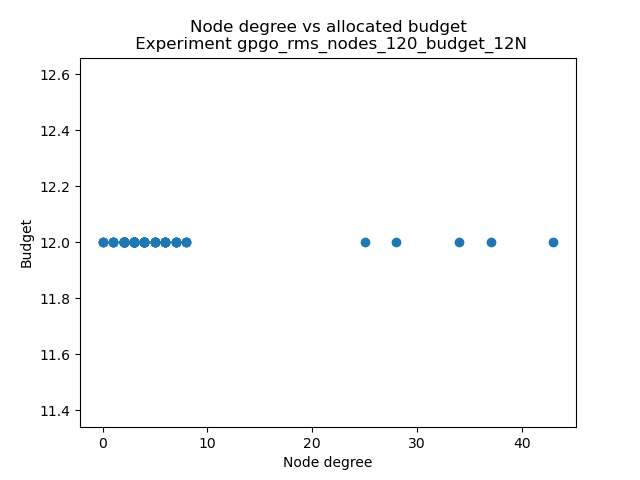 Node degree vs allocated budget
Experiment gpgo_rms_nodes_120_budget_12N
12.6
12.4
12.2
12.0
11.8
11.6
11.4
Budget
0 10 20 30 40
Node degree